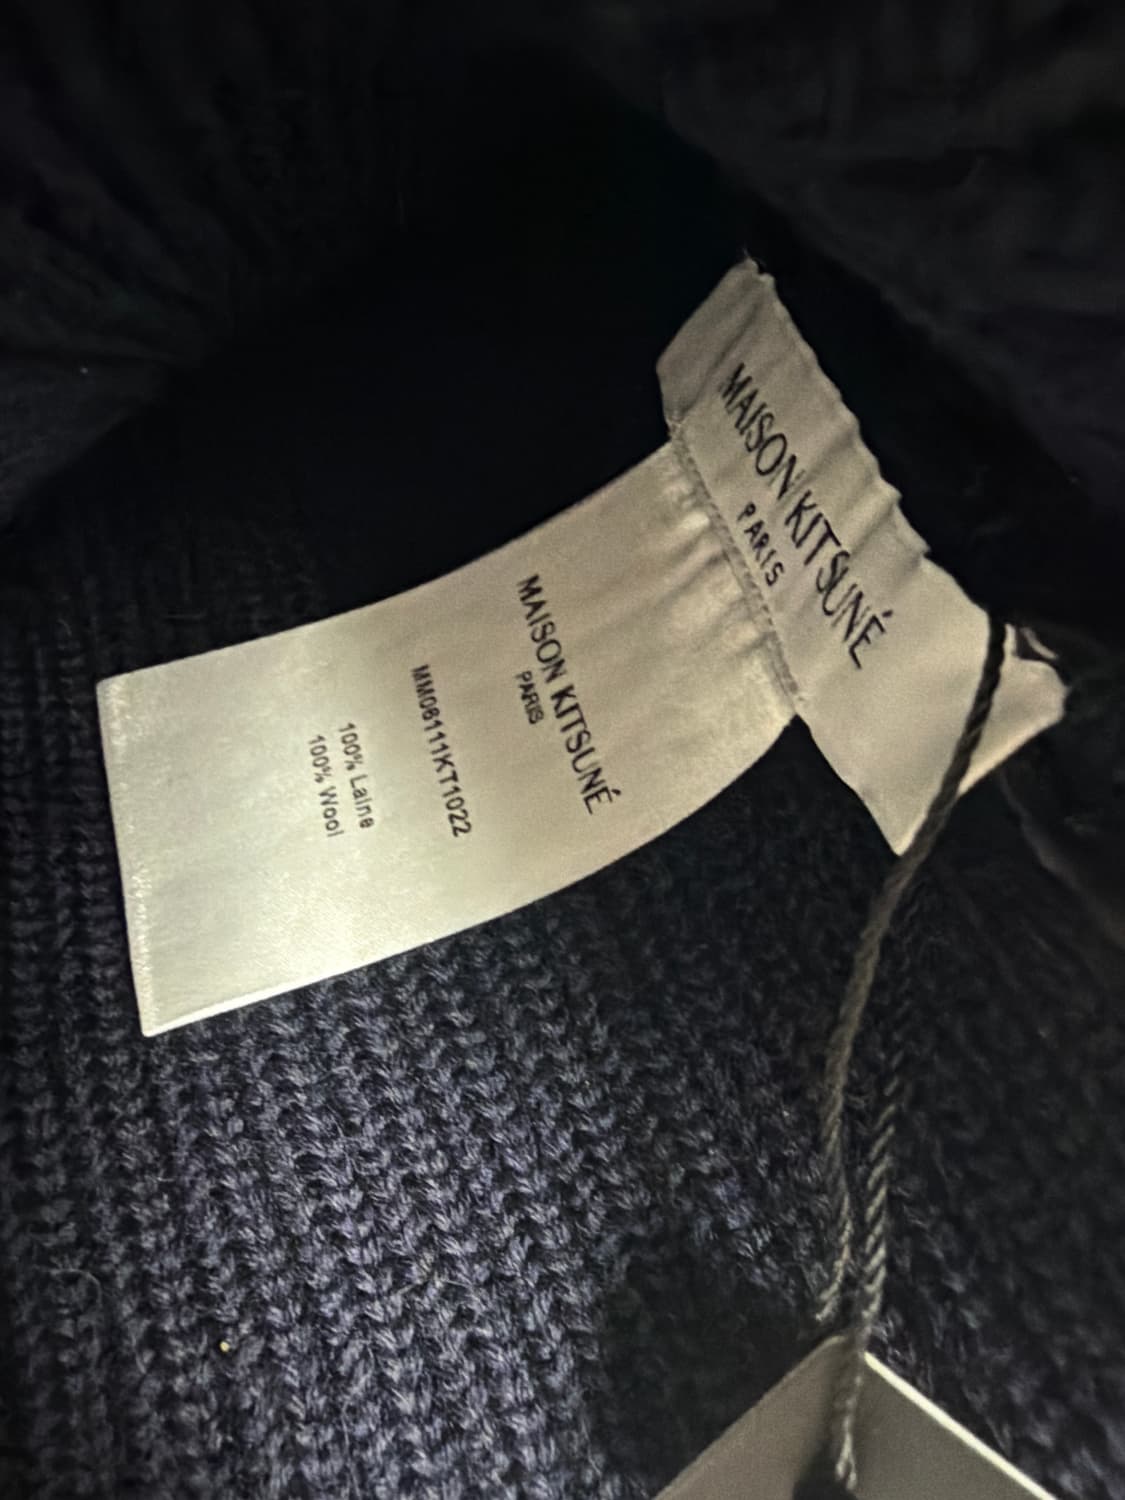 MAISON KITSUNÉ
PARIS
MAISON KITSUNÉ
PARIS
MM08111KT1022
100% Laine
100% Wool